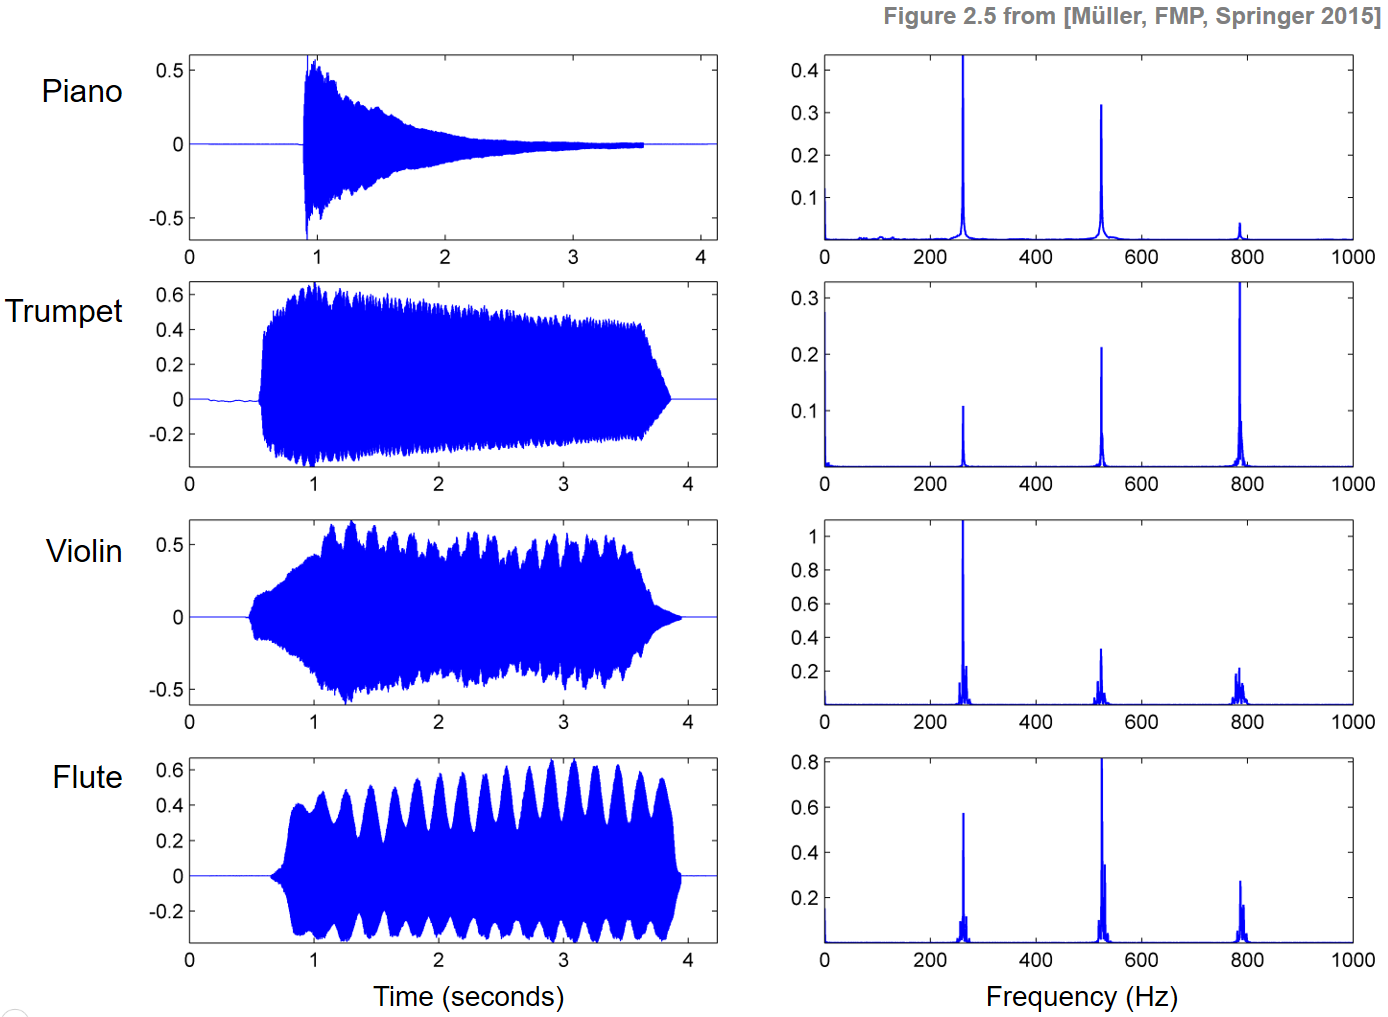 Figure 2.5 from [Müller, FMP, Springer 2015]
Piano
0.5
0
-0.5
0 1 2 3 4
0.4
0.3
0.2
0.1
0 200 400 600 800 1000
Trumpet
0.6
0.4
0.2
0
-0.2
0 1 2 3 4
0.3
0.2
0.1
0 200 400 600 800 1000
Violin
0.5
0
-0.5
0 1 2 3 4
1
0.8
0.6
0.4
0.2
0 200 400 600 800 1000
Flute
0.6
0.4
0.2
0
-0.2
0 1 2 3 4
0.8
0.6
0.4
0.2
0 200 400 600 800 1000
Time (seconds)
Frequency (Hz)